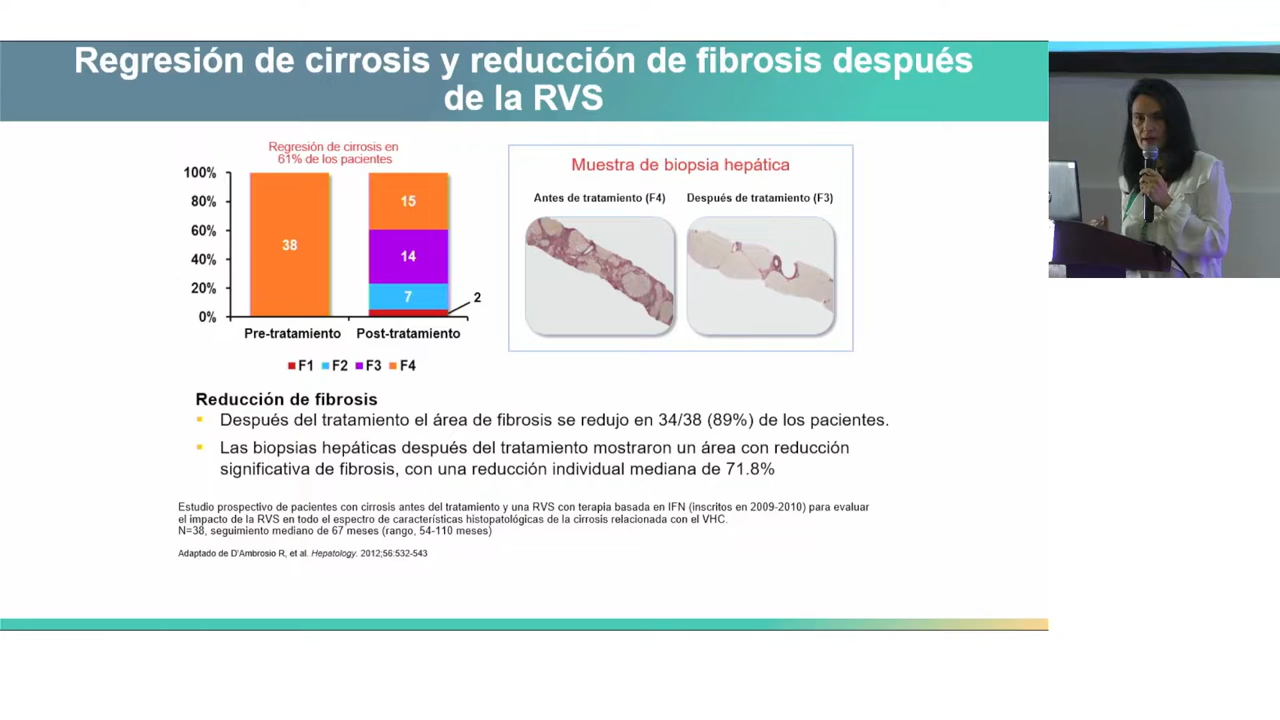 Regresión de cirrosis y reducción de fibrosis después
de la RVS
Regresión de cirrosis en
61% de los pacientes
100%
80%
60%
40%
20%
0%
38
15
14
7
2
Pre-tratamiento
Post-tratamiento
F1 F2 F3 F4
Muestra de biopsia hepática
Antes de tratamiento (F4)
Después de tratamiento (F3)
Reducción de fibrosis
Después del tratamiento el área de fibrosis se redujo en 34/38 (89%) de los pacientes.
Las biopsias hepáticas después del tratamiento mostraron un área con reducción
significativa de fibrosis, con una reducción individual mediana de 71.8%
Estudio prospectivo de pacientes con cirrosis antes del tratamiento y una RVS con terapia basada en IFN (inscritos en 2009-2010) para evaluar
el impacto de la RVS en todo el espectro de características histopatológicas de la cirrosis relacionada con el VHC.
N=38, seguimiento mediano de 67 meses (rango, 54-110 meses)
Adaptado de D'Ambrosio R, et al. Hepatology. 2012;56:532-543